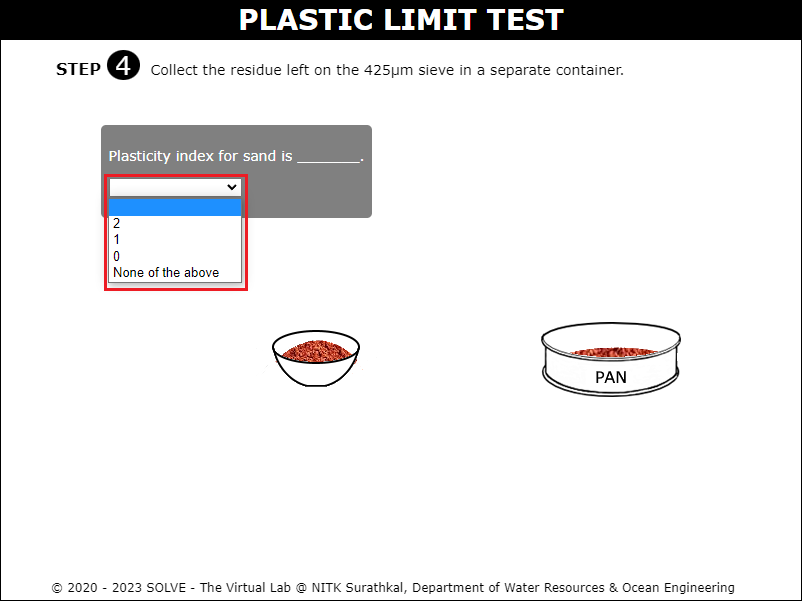 PLASTIC LIMIT TEST
STEP 4 Collect the residue left on the 425µm sieve in a separate container.
Plasticity index for sand is ________.
2
1
0
None of the above
PAN
© 2020 - 2023 SOLVE - The Virtual Lab @ NITK Surathkal, Department of Water Resources & Ocean Engineering